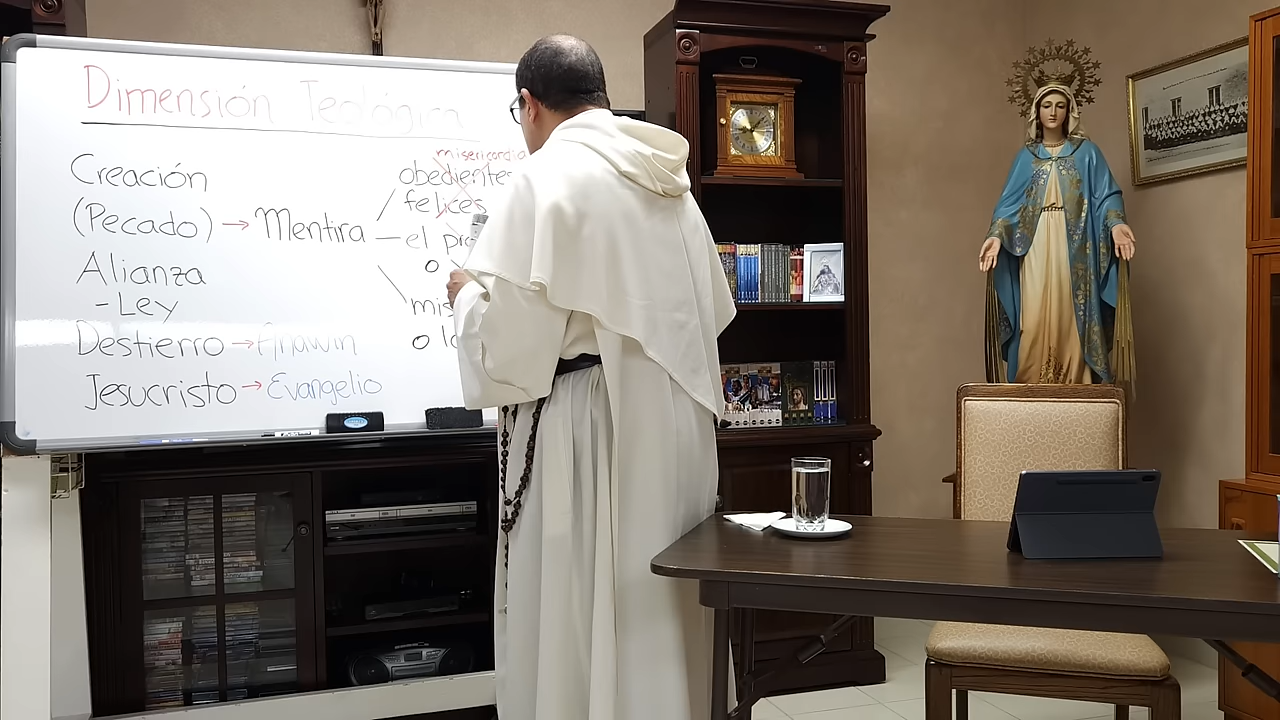 Dimensión Teológica
misericordia
Creación obedientes
(Pecado) → Mentira felices
el
Alianza o
- Ley
Destierro → Anawin
o
Jesucristo → Evangelio